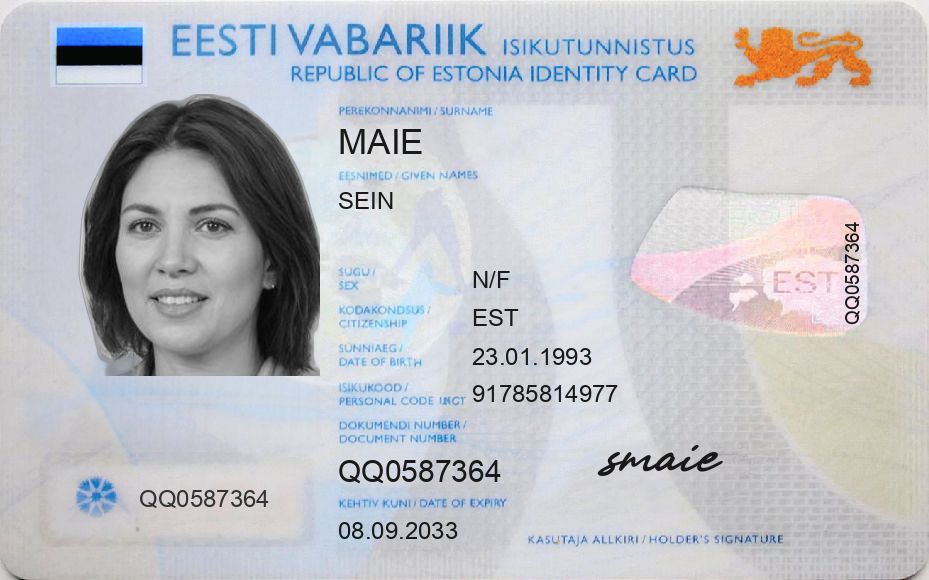 EESTI VABARIIK ISIKUTUNNISTUS
REPUBLIC OF ESTONIA IDENTITY CARD
PEREKONNANIMI / SURNAME
MAIE
EESNIMED / GIVEN NAMES
SEIN
SUGU /
SEX
N/F
KODAKONDSUS /
CITIZENSHIP
EST
SÜNNIAEG /
DATE OF BIRTH
23.01.1993
ISIKUKOOD /
PERSONAL CODE
91785814977
DOKUMENDI NUMBER /
DOCUMENT NUMBER
QQ0587364
KEHTIV KUNI / DATE OF EXPIRY
08.09.2033
QQ0587364
EST
QQ0587364
smaie
KASUTAJA ALLKIRI / HOLDER'S SIGNATURE